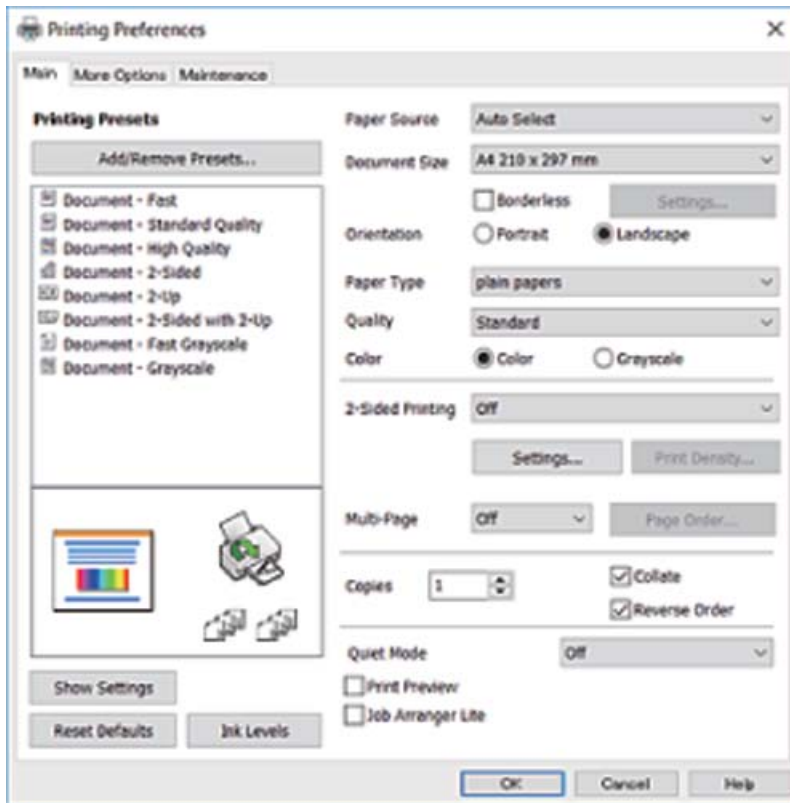 Printing Preferences
Main More Options Maintenance
Printing Presets
Add/Remove Presets...
Document - Fast
Document - Standard Quality
Document - High Quality
Document - 2-Sided
Document - 2-Up
Document - 2-Sided with 2-Up
Document - Fast Grayscale
Document - Grayscale
Show Settings
Reset Defaults Ink Levels
Paper Source Auto Select
Document Size A4 210 x 297 mm
Borderless Settings...
Orientation Portrait Landscape
Paper Type plain papers
Quality Standard
Color Color Grayscale
2-Sided Printing Off
Settings... Print Density...
Multi-Page Off Page Order...
Copies 1 Collate
Reverse Order
Quiet Mode Off
Print Preview
Job Arranger Lite
OK Cancel Help